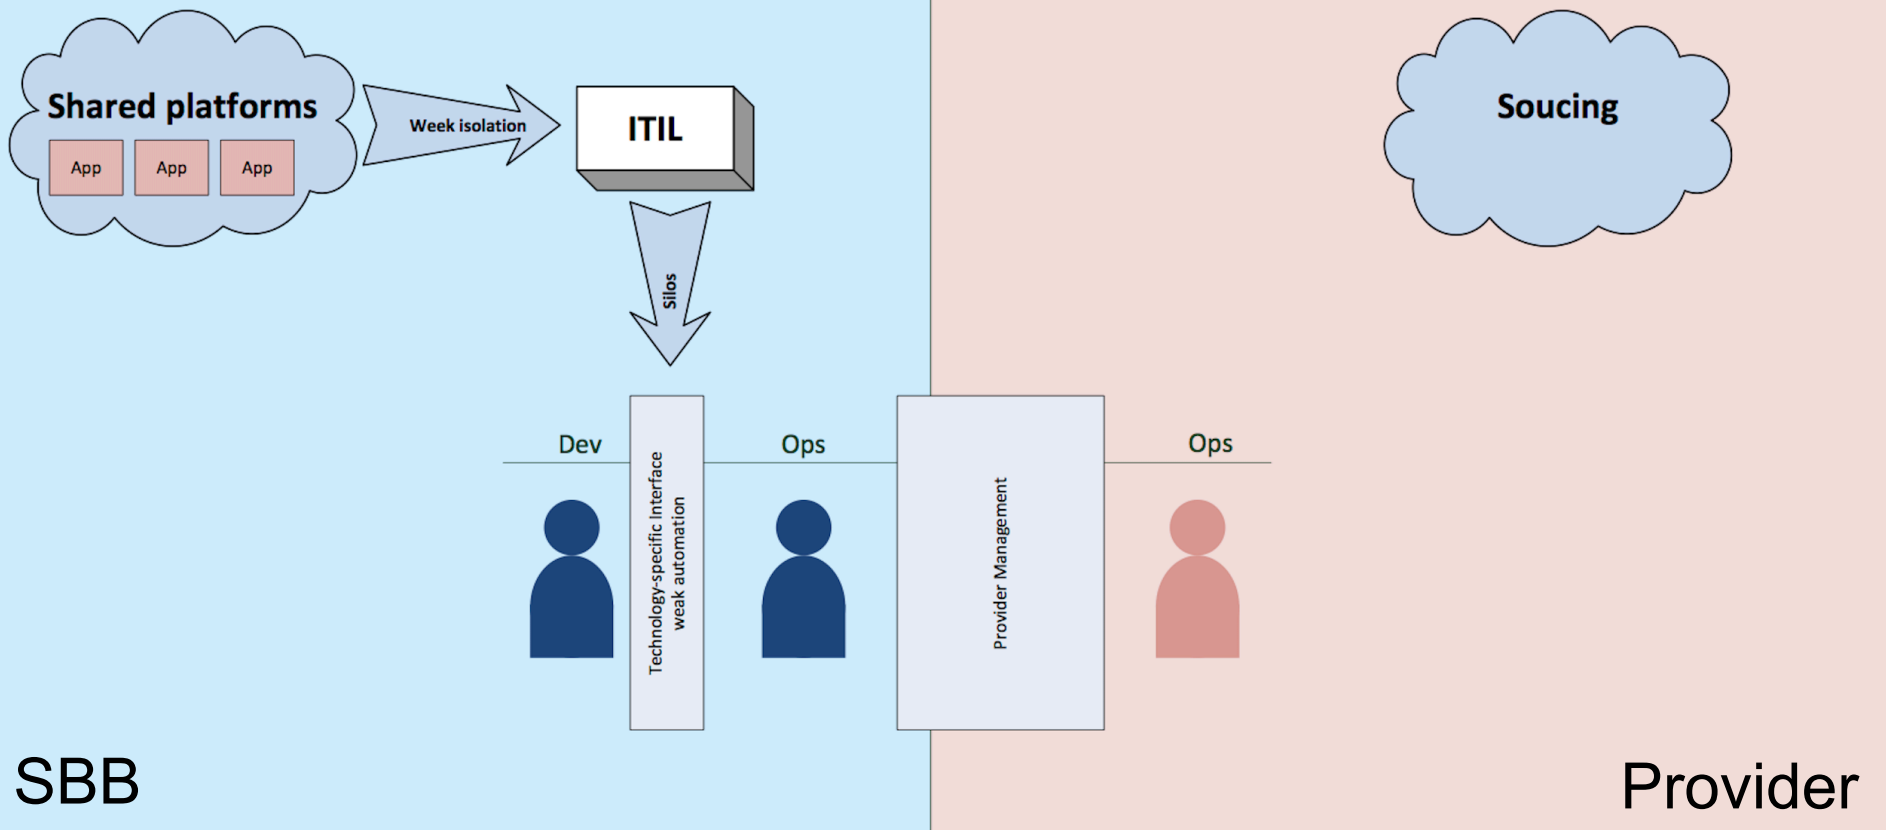 Shared platforms
App App App
Week isolation
ITIL
Soucing
Silos
Dev
Technology-specific Interface
weak automation
Ops
Provider Management
Ops
SBB
Provider